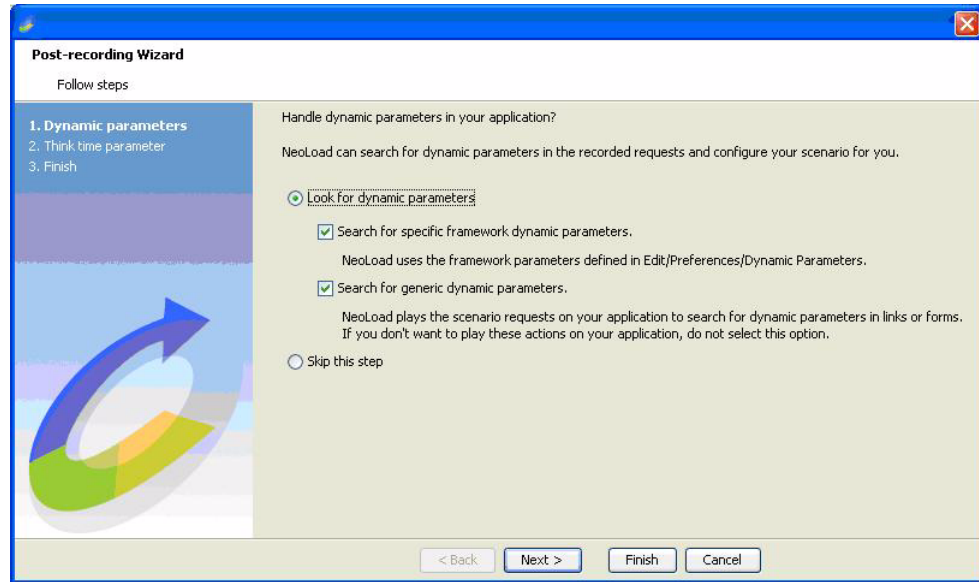 Post-recording Wizard
Follow steps
1. Dynamic parameters
2. Think time parameter
3. Finish
Handle dynamic parameters in your application?
NeoLoad can search for dynamic parameters in the recorded requests and configure your scenario for you.
Look for dynamic parameters
Search for specific framework dynamic parameters.
NeoLoad uses the framework parameters defined in Edit/Preferences/Dynamic Parameters.
Search for generic dynamic parameters.
NeoLoad plays the scenario requests on your application to search for dynamic parameters in links or forms.
If you don't want to play these actions on your application, do not select this option.
Skip this step
< Back Next > Finish Cancel